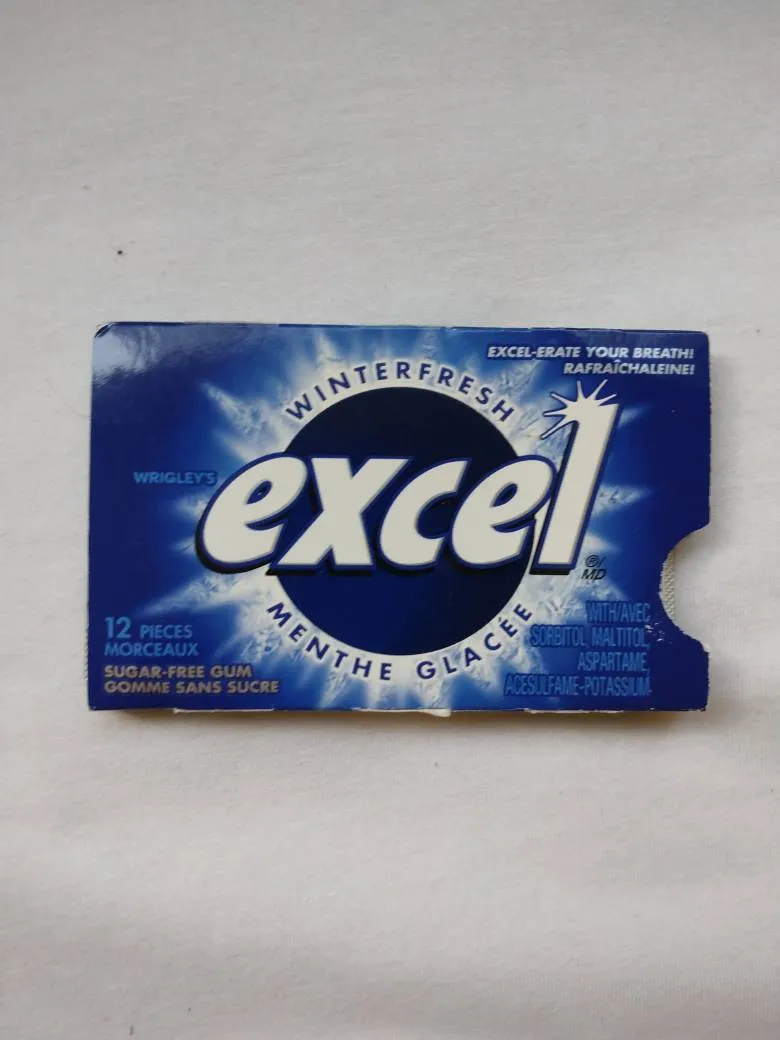 EXCEL-ERATE YOUR BREATH!
RAFRAÎCHALEINE!
WINTERFRESH
WRIGLEY'S
excel
®/
MD
MENTHE GLACÉE
12 PIECES
MORCEAUX
SUGAR-FREE GUM
GOMME SANS SUCRE
WITH/AVEC
SORBITOL, MALTITOL,
ASPARTAME,
ACESULFAME-POTASSIUM